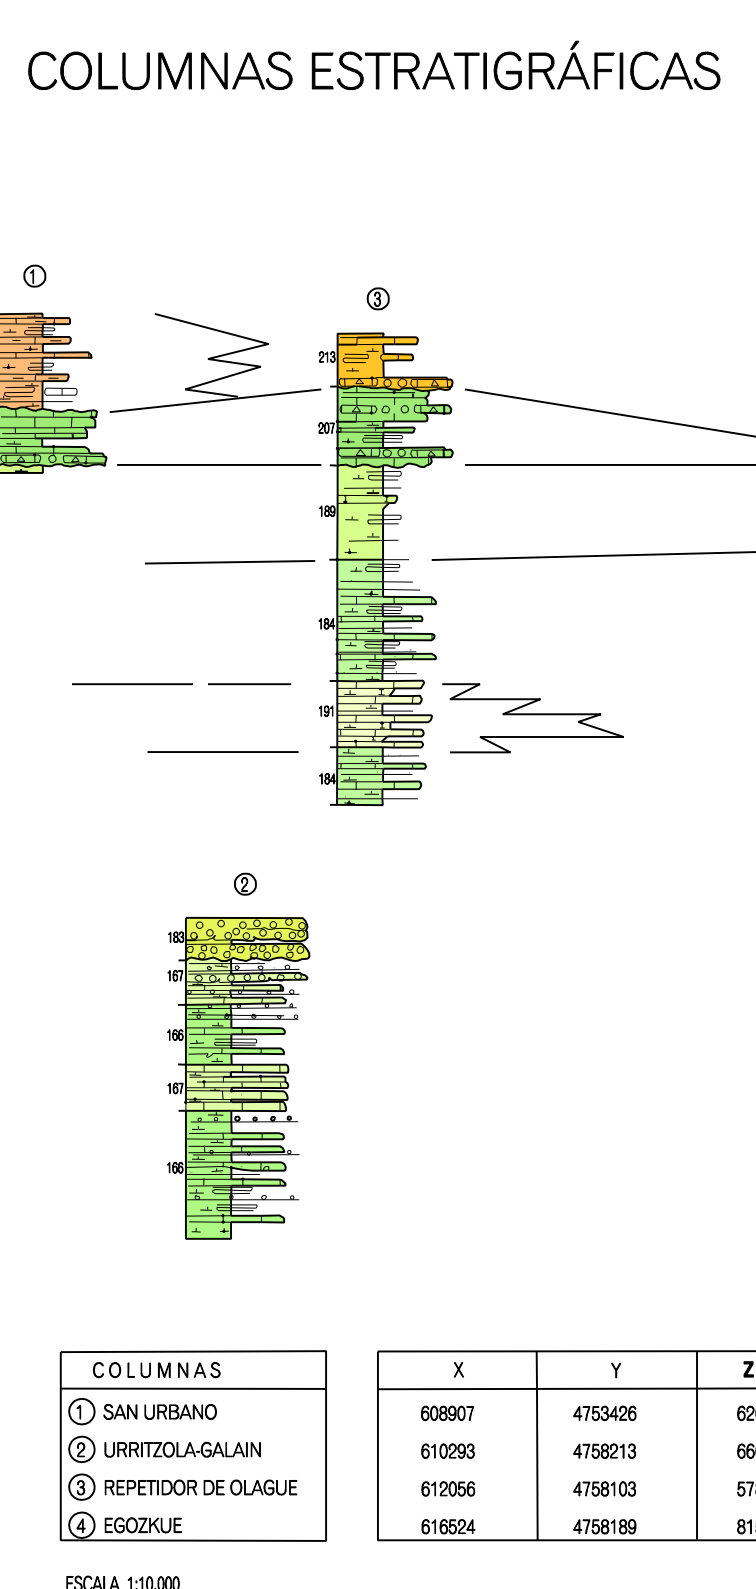 COLUMNAS ESTRATIGRÁFICAS
1
3
213
207
189
184
191
184
2
183
167
166
167
166
COLUMNAS X Y Z
1 SAN URBANO 608907 4753426
2 URRITZOLA-GALAIN 610293 4758213
3 REPETIDOR DE OLAGUE 612056 4758103
4 EGOZKUE 616524 4758189
ESCALA 1:10.000